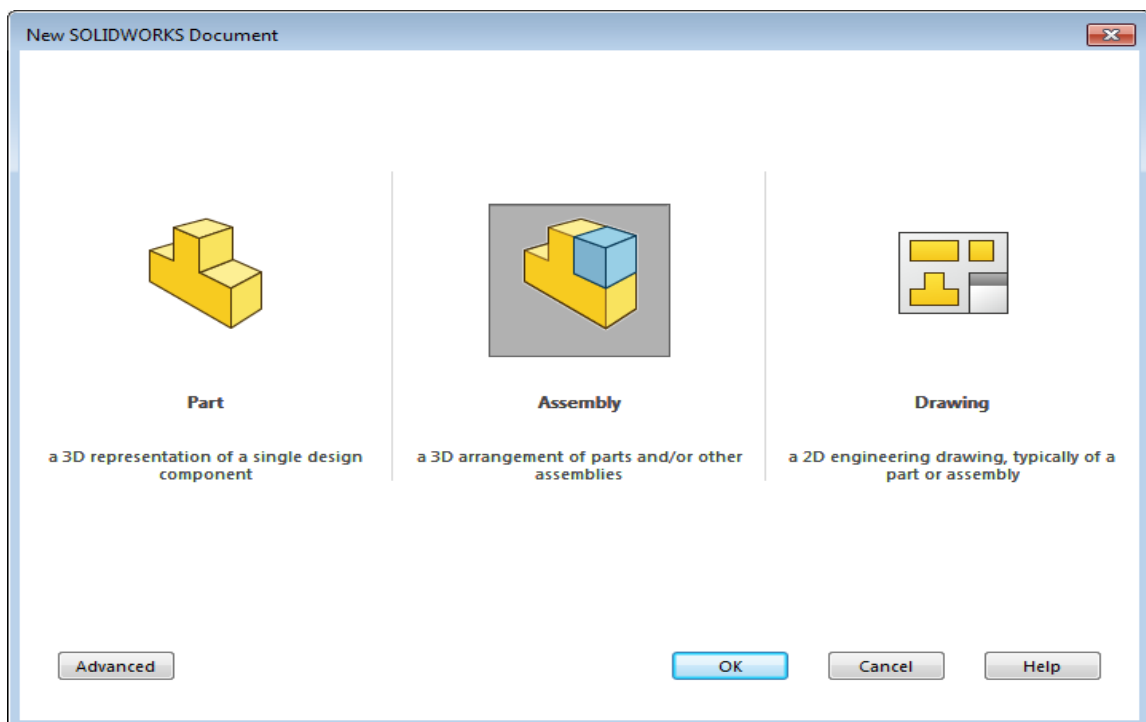 New SOLIDWORKS Document
Part
a 3D representation of a single design
component
Assembly
a 3D arrangement of parts and/or other
assemblies
Drawing
a 2D engineering drawing, typically of a
part or assembly
Advanced
OK
Cancel
Help